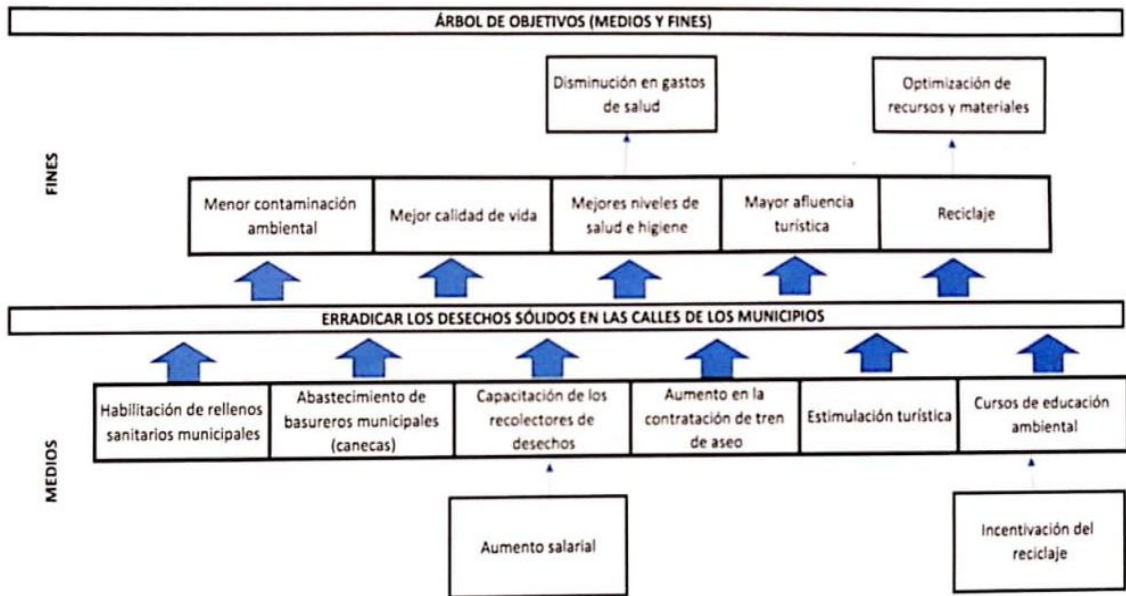 ÁRBOL DE OBJETIVOS (MEDIOS Y FINES)
FINES
Disminución en gastos
de salud
Optimización de
recursos y materiales
Menor contaminación
ambiental
Mejor calidad de vida
Mejores niveles de
salud e higiene
Mayor afluencia
turística
Reciclaje
ERRADICAR LOS DESECHOS SÓLIDOS EN LAS CALLES DE LOS MUNICIPIOS
MEDIOS
Habilitación de rellenos
sanitarios municipales
Abastecimiento de
basureros municipales
(canecas)
Capacitación de los
recolectores de
desechos
Aumento en la
contratación de tren
de aseo
Estimulación turística
Cursos de educación
ambiental
Aumento salarial
Incentivación del
reciclaje